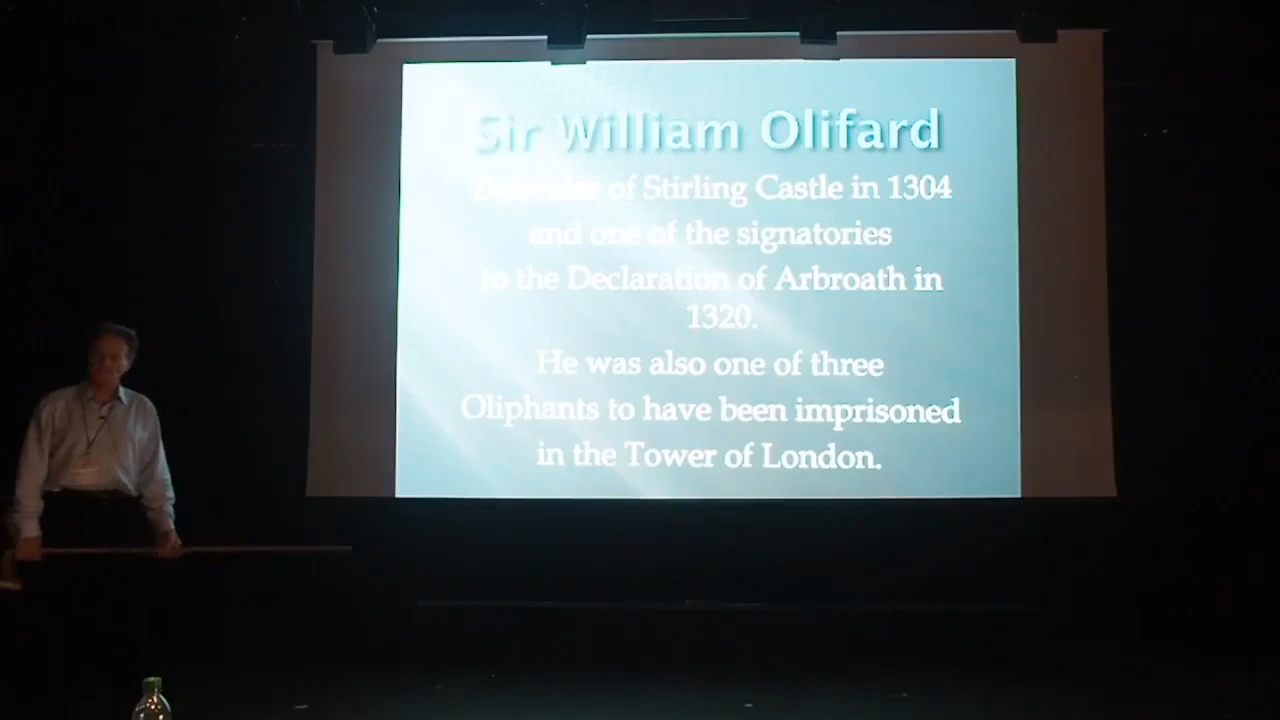 Sir William Olifard
Defender of Stirling Castle in 1304
and one of the signatories
to the Declaration of Arbroath in
1320.
He was also one of three
Oliphants to have been imprisoned
in the Tower of London.